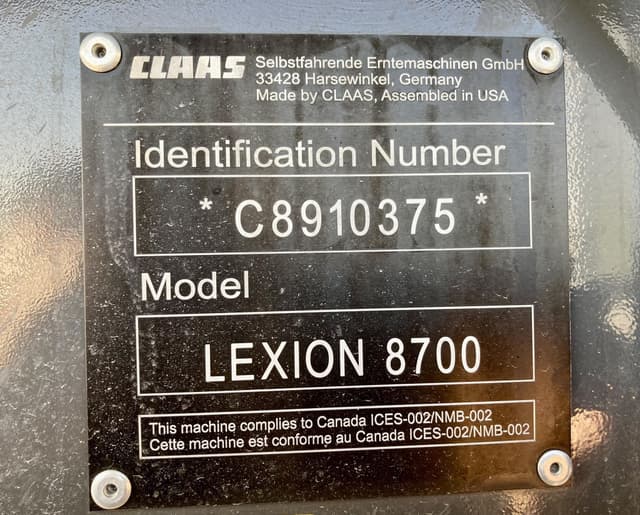 CLAAS Selbstfahrende Erntemaschinen GmbH
33428 Harsewinkel, Germany
Made by CLAAS, Assembled in USA
Identification Number
* C8910375 *
Model
LEXION 8700
This machine complies to Canada ICES-002/NMB-002
Cette machine est conforme au Canada ICES-002/NMB-002